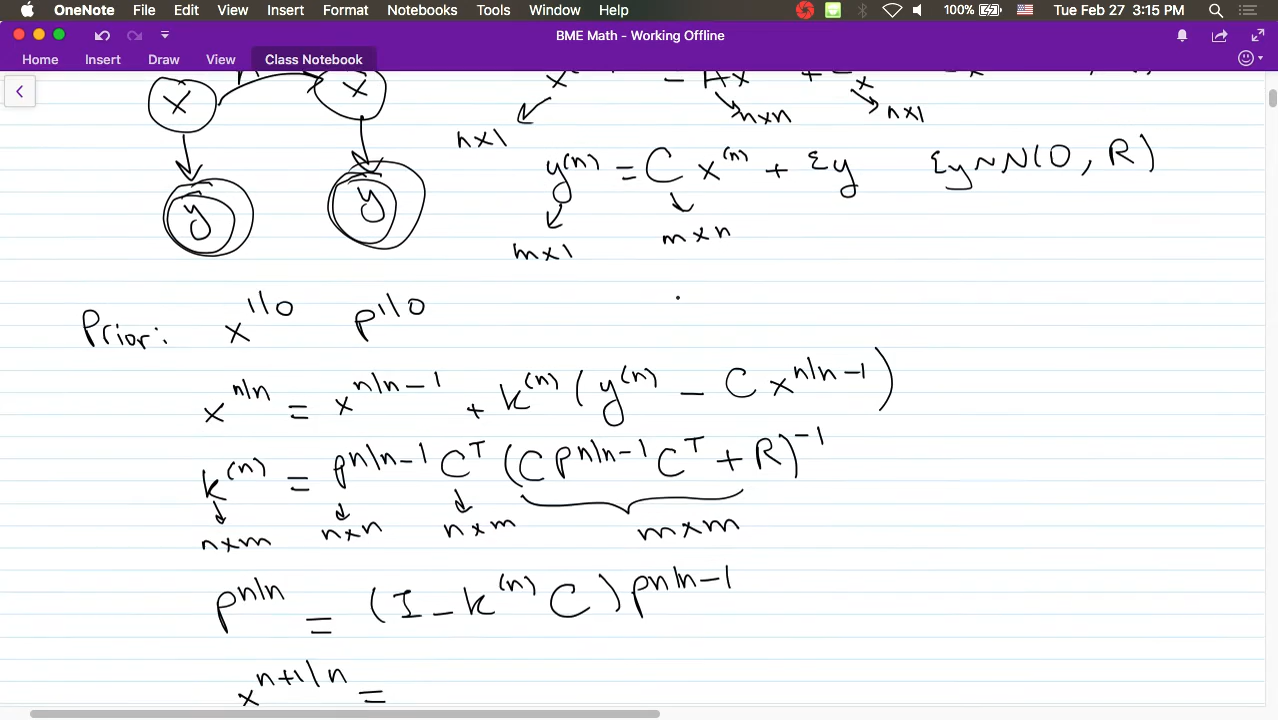 OneNote File Edit View Insert Format Notebooks Tools Window Help 100% Tue Feb 27 3:15 PM
BME Math - Working Offline
Home Insert Draw View Class Notebook
x x
n×1 n×n n×1
y y
y^(n) = C x^(n) + Ɛy Ɛy ~ N(0, R)
m×1 m×n
Prior: x^1|0 P^1|0
x^n|n = x^n|n-1 + K^(n) (y^(n) - C x^n|n-1)
K^(n) = P^n|n-1 C^T (C P^n|n-1 C^T + R)^-1
n×m n×n n×m m×m
P^n|n = (I - K^(n) C) P^n|n-1
x^n+1|n =